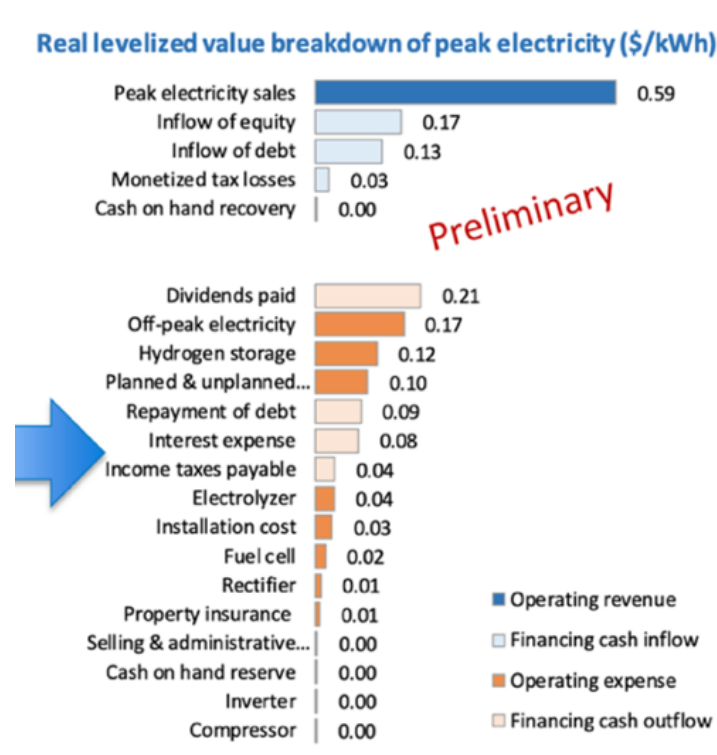 Real levelized value breakdown of peak electricity ($/kWh)
Peak electricity sales 0.59
Inflow of equity 0.17
Inflow of debt 0.13
Monetized tax losses 0.03
Cash on hand recovery 0.00
Preliminary
Dividends paid 0.21
Off-peak electricity 0.17
Hydrogen storage 0.12
Planned & unplanned... 0.10
Repayment of debt 0.09
Interest expense 0.08
Income taxes payable 0.04
Electrolyzer 0.04
Installation cost 0.03
Fuel cell 0.02
Rectifier 0.01
Property insurance 0.01
Selling & administrative... 0.00
Cash on hand reserve 0.00
Inverter 0.00
Compressor 0.00
Operating revenue
Financing cash inflow
Operating expense
Financing cash outflow